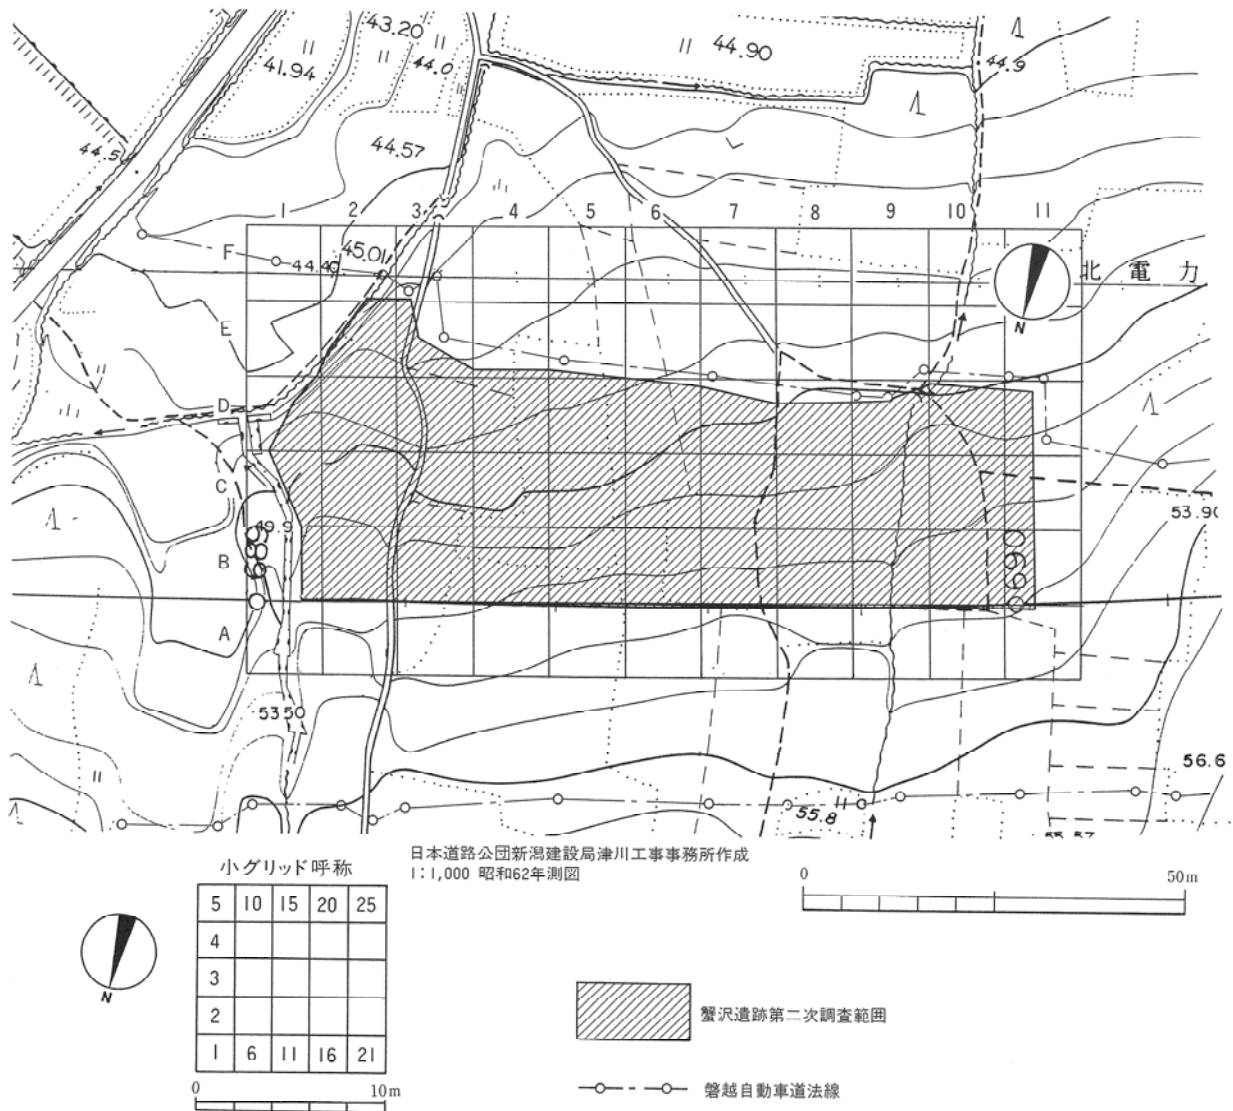 43.20
44.90
44.0
41.94
44.9
44.57
44.5
1 2 3 4 5 6 7 8 9 10 11
F
45.01
44.4
北電力
N
E
D
C
53.90
49.9
B
689
690
A
53.50
56.6
55.8
日本道路公団新潟建設局津川工事事務所作成
1:1,000 昭和62年測図
小グリッド呼称
5 10 15 20 25
4
3
2
1 6 11 16 21
N
0 10m
0 50m
蟹沢遺跡第二次調査範囲
磐越自動車道法線